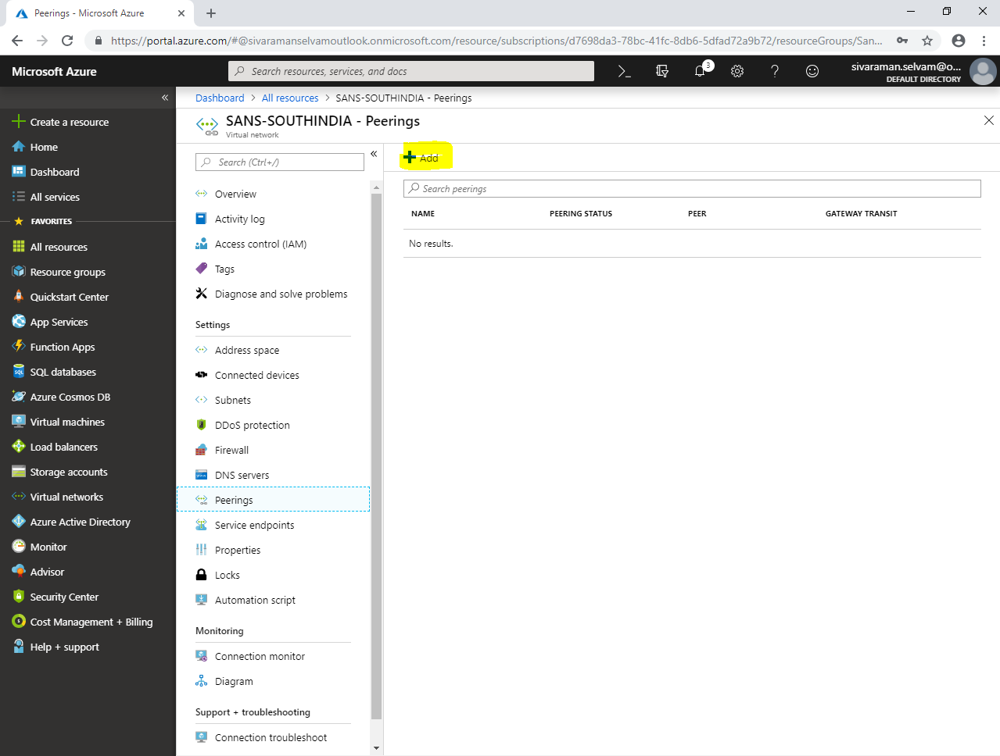 Peerings - Microsoft Azure
https://portal.azure.com/#@sivaramanselvamoutlook.onmicrosoft.com/resource/subscriptions/d7698da3-78bc-41fc-8db6-5dfad72a9b72/resourceGroups/San...
Microsoft Azure
Search resources, services, and docs
3
sivaraman.selvam@o...
DEFAULT DIRECTORY
Create a resource
Home
Dashboard
All services
FAVORITES
All resources
Resource groups
Quickstart Center
App Services
Function Apps
SQL databases
Azure Cosmos DB
Virtual machines
Load balancers
Storage accounts
Virtual networks
Azure Active Directory
Monitor
Advisor
Security Center
Cost Management + Billing
Help + support
Dashboard > All resources > SANS-SOUTHINDIA - Peerings
SANS-SOUTHINDIA - Peerings
Virtual network
Search (Ctrl+/)
Overview
Activity log
Access control (IAM)
Tags
Diagnose and solve problems
Settings
Address space
Connected devices
Subnets
DDoS protection
Firewall
DNS servers
Peerings
Service endpoints
Properties
Locks
Automation script
Monitoring
Connection monitor
Diagram
Support + troubleshooting
Connection troubleshoot
Add
Search peerings
NAME PEERING STATUS PEER GATEWAY TRANSIT
No results.